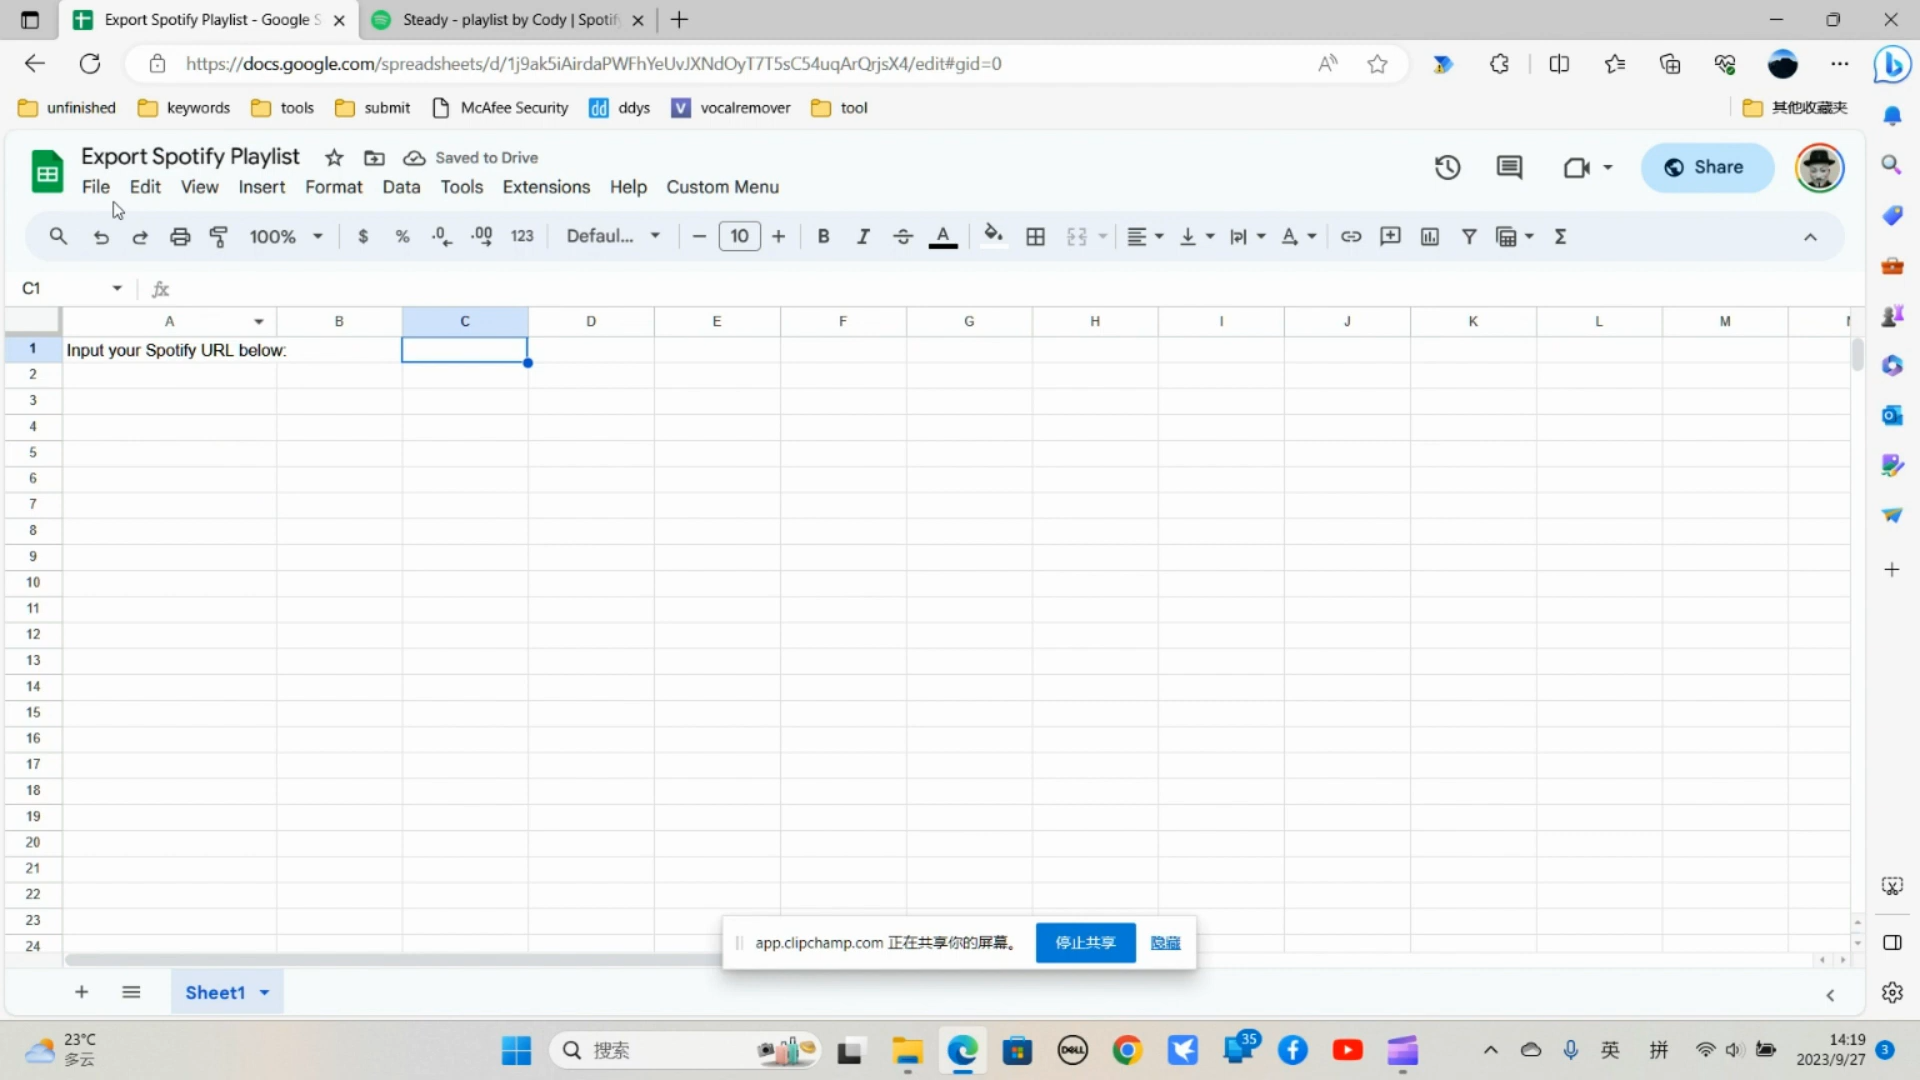 Export Spotify Playlist - Google S
Steady - playlist by Cody | Spotif
https://docs.google.com/spreadsheets/d/1j9ak5iAirdaPWFhYeUvJXNdOyT7T5sC54uqArQrjsX4/edit#gid=0
unfinished keywords tools submit McAfee Security dd ddys V vocalremover tool 其他收藏夹
Export Spotify Playlist Saved to Drive
File Edit View Insert Format Data Tools Extensions Help Custom Menu
Share
100% $ % .0 .00 123 Defaul... 10 B I A
C1 fx
A B C D E F G H I J K L M
1 Input your Spotify URL below:
2
3
4
5
6
7
8
9
10
11
12
13
14
15
16
17
18
19
20
21
22
23
24
app.clipchamp.com 正在共享你的屏幕。 停止共享 隐藏
Sheet1
23°C
多云
搜索
DELL
35
英
拼
14:19
2023/9/27
3